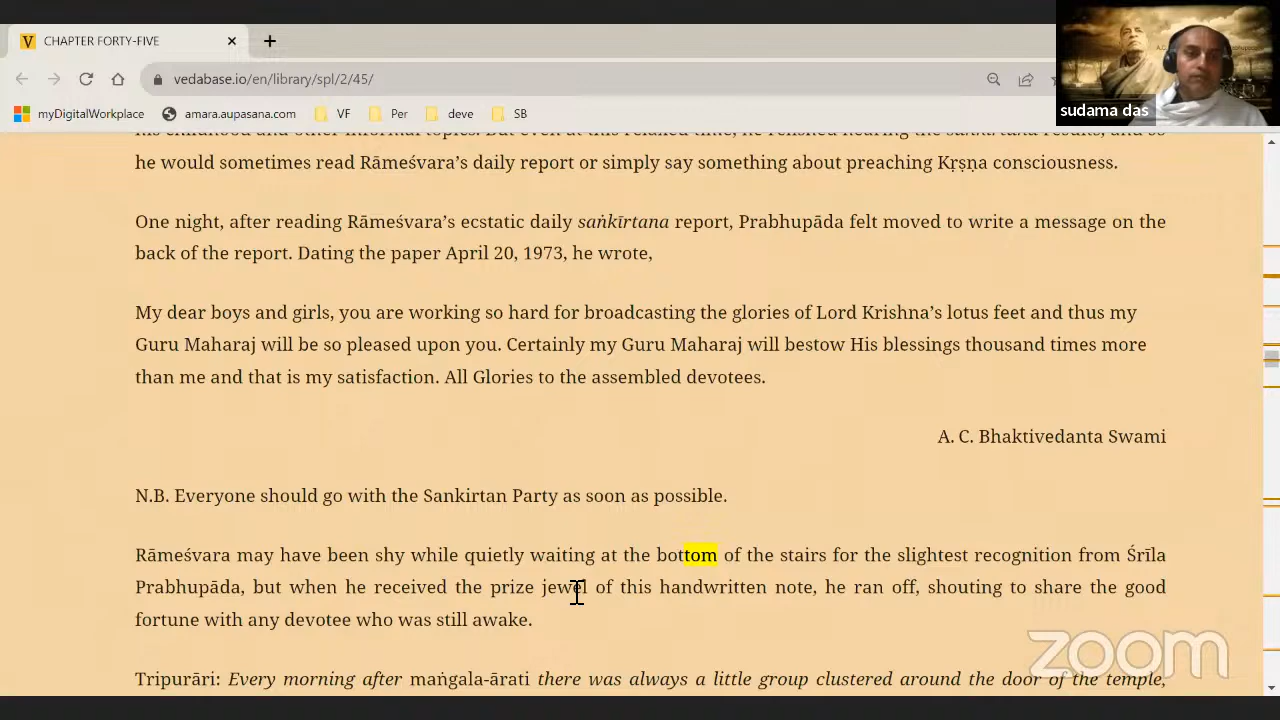 CHAPTER FORTY-FIVE
vedabase.io/en/library/spl/2/45/
myDigitalWorkplace amara.aupasana.com VF Per deve SB
sudama das
he would sometimes read Rāmeśvara's daily report or simply say something about preaching Kṛṣṇa consciousness.
One night, after reading Rāmeśvara's ecstatic daily saṅkīrtana report, Prabhupāda felt moved to write a message on the
back of the report. Dating the paper April 20, 1973, he wrote,
My dear boys and girls, you are working so hard for broadcasting the glories of Lord Krishna's lotus feet and thus my
Guru Maharaj will be so pleased upon you. Certainly my Guru Maharaj will bestow His blessings thousand times more
than me and that is my satisfaction. All Glories to the assembled devotees.
A. C. Bhaktivedanta Swami
N.B. Everyone should go with the Sankirtan Party as soon as possible.
Rāmeśvara may have been shy while quietly waiting at the bottom of the stairs for the slightest recognition from Śrīla
Prabhupāda, but when he received the prize jewel of this handwritten note, he ran off, shouting to share the good
fortune with any devotee who was still awake.
Tripurāri: Every morning after maṅgala-ārati there was always a little group clustered around the door of the temple,
zoom